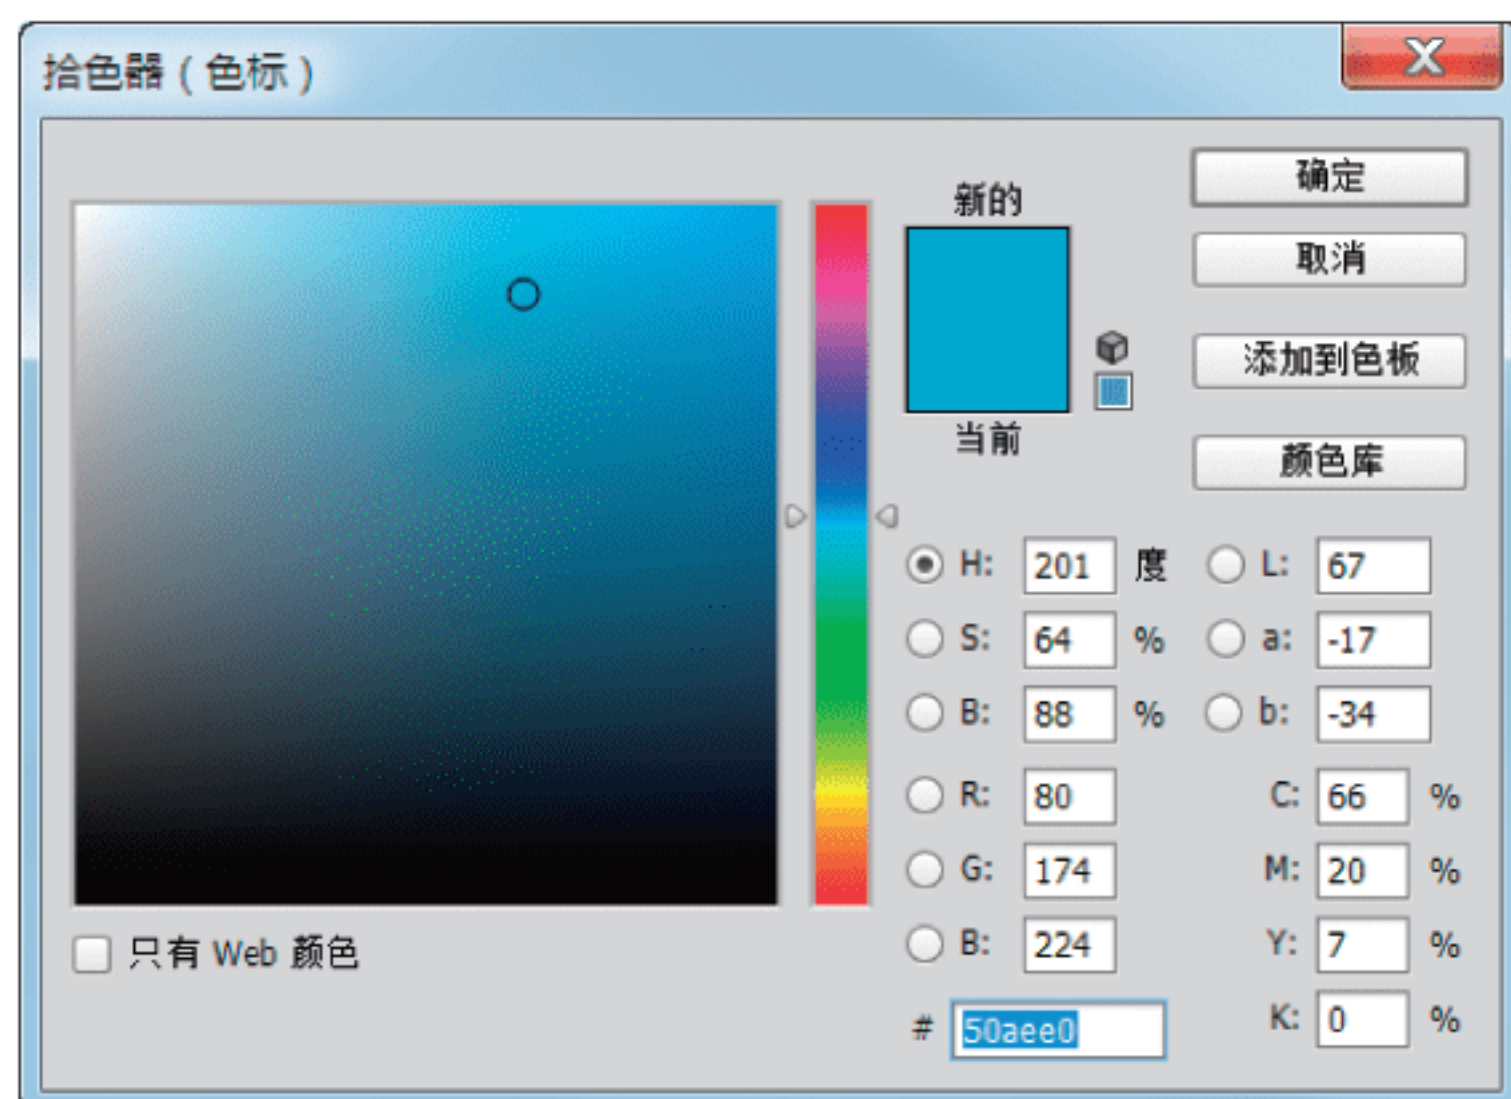 拾色器（色标）
新的
当前
确定
取消
添加到色板
颜色库
H: 201 度
S: 64 %
B: 88 %
R: 80
G: 174
B: 224
# 50aee0
L: 67
a: -17
b: -34
C: 66 %
M: 20 %
Y: 7 %
K: 0 %
只有 Web 颜色